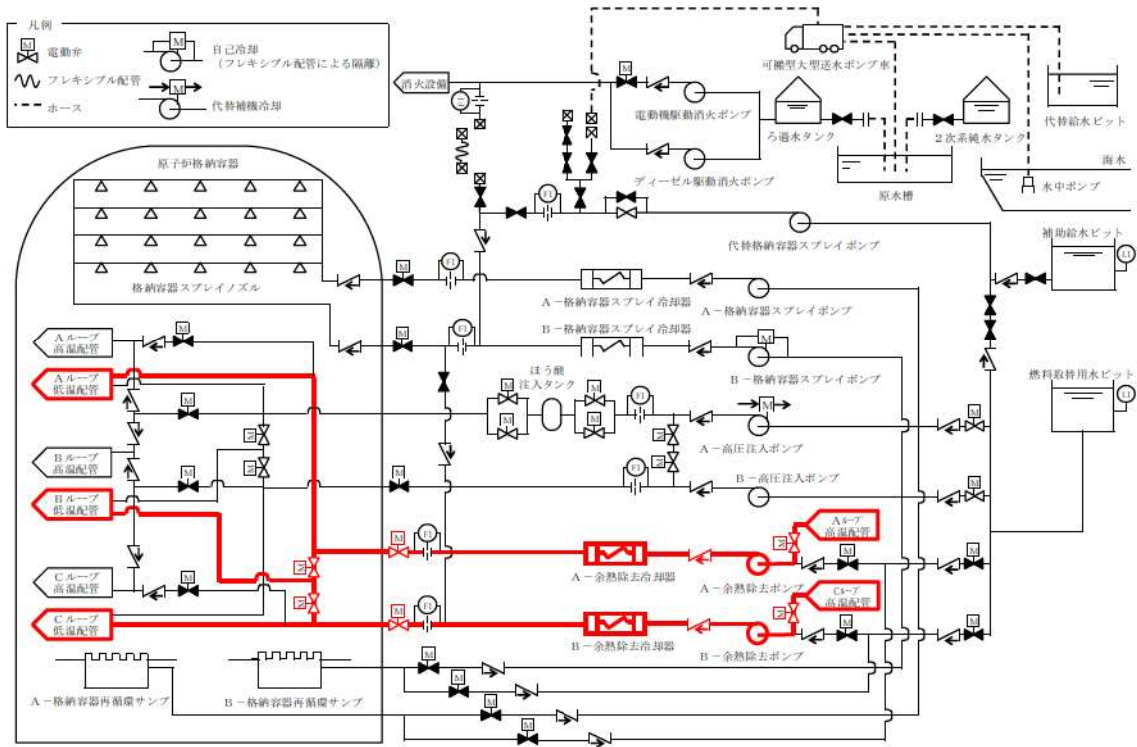 凡例
M
電動弁
フレキシブル配管
ホース
M
自己冷却
(フレキシブル配管による隔離)
M
代替補機冷却
消火設備
M
電動機駆動消火ポンプ
ディーゼル駆動消火ポンプ
可搬型大型送水ポンプ車
ろ過水タンク
2次系純水タンク
代替給水ピット
原水槽
海水
水中ポンプ
FI
代替格納容器スプレイポンプ
補助給水ピット
LI
原子炉格納容器
格納容器スプレイノズル
M
FI
A-格納容器スプレイ冷却器
A-格納容器スプレイポンプ
B-格納容器スプレイ冷却器
M
FI
M
B-格納容器スプレイポンプ
燃料取替用水ピット
LI
Aループ
高温配管
M
Aループ
低温配管
ほう酸
注入タンク
M
M
M
M
M
FI
M
A-高圧注入ポンプ
M
M
M
M
Bループ
高温配管
M
M
Bループ
低温配管
M
M
FI
B-高圧注入ポンプ
M
M
FI
A-余熱除去冷却器
A-余熱除去ポンプ
Aループ
高温配管
M
M
M
M
Cループ
高温配管
M
M
Cループ
低温配管
M
FI
B-余熱除去冷却器
B-余熱除去ポンプ
Cループ
高温配管
M
M
M
A-格納容器再循環サンプ
B-格納容器再循環サンプ
M
M
M
M